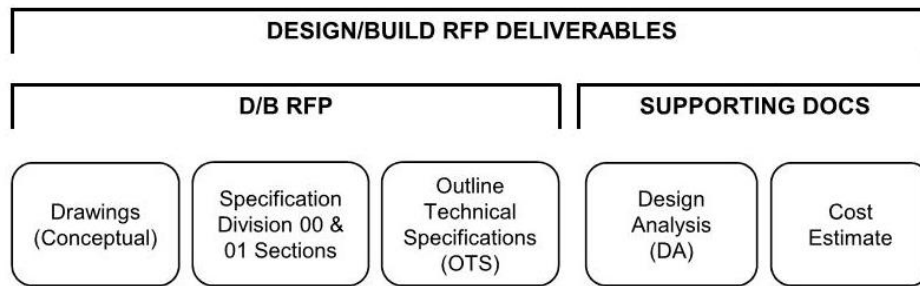 DESIGN/BUILD RFP DELIVERABLES
D/B RFP
SUPPORTING DOCS
Drawings
(Conceptual)
Specification
Division 00 &
01 Sections
Outline
Technical
Specifications
(OTS)
Design
Analysis
(DA)
Cost
Estimate